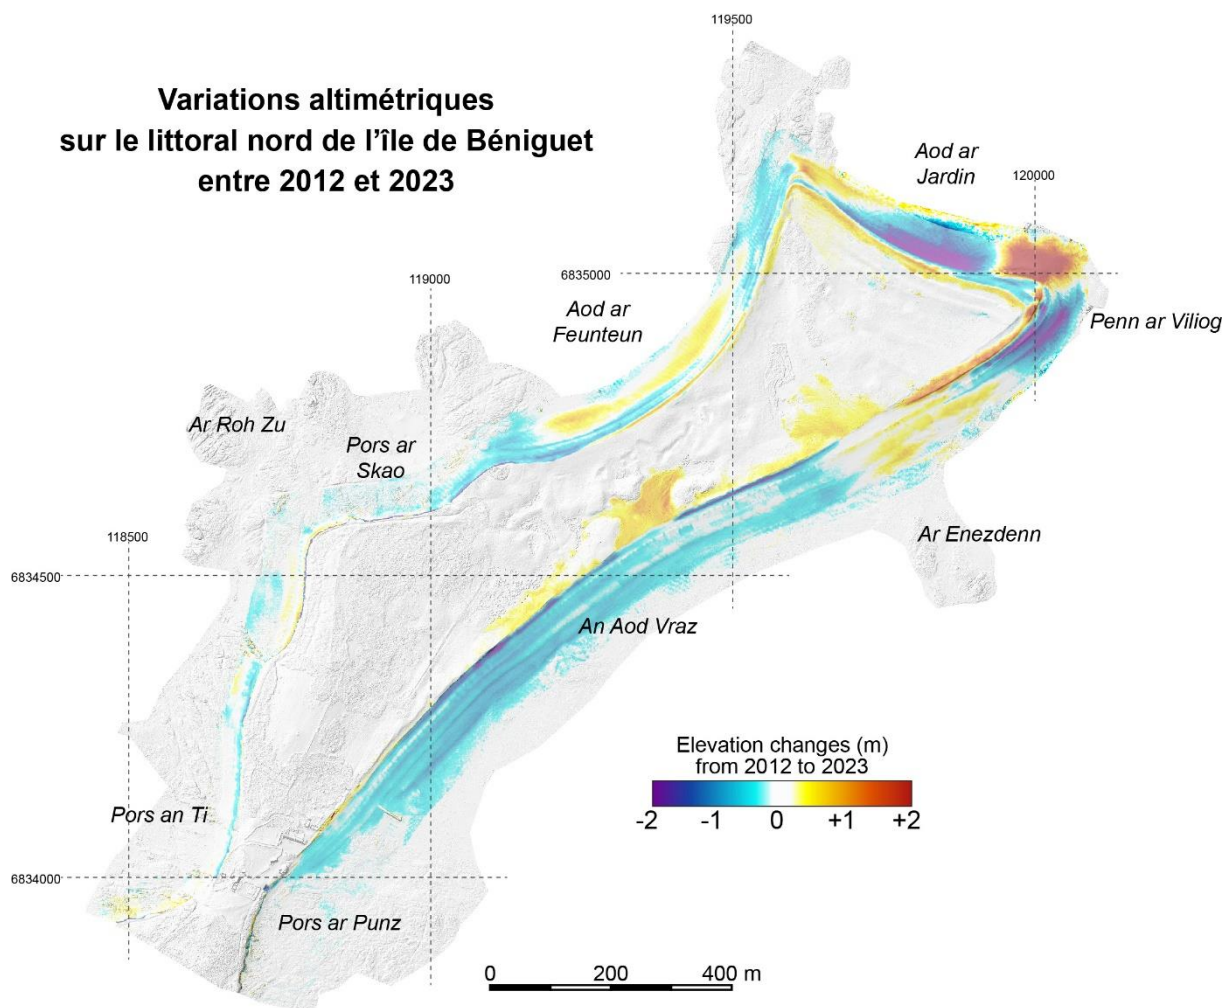 119500
Variations altimétriques
sur le littoral nord de l'île de Béniguet
entre 2012 et 2023
Aod ar
Jardin
120000
119000
6835000
Aod ar
Feunteun
Penn ar Viliog
Ar Roh Zu
Pors ar
Skao
118500
Ar Enezdenn
6834500
An Aod Vraz
Elevation changes (m)
from 2012 to 2023
-2 -1 0 +1 +2
Pors an Ti
6834000
Pors ar Punz
0 200 400 m